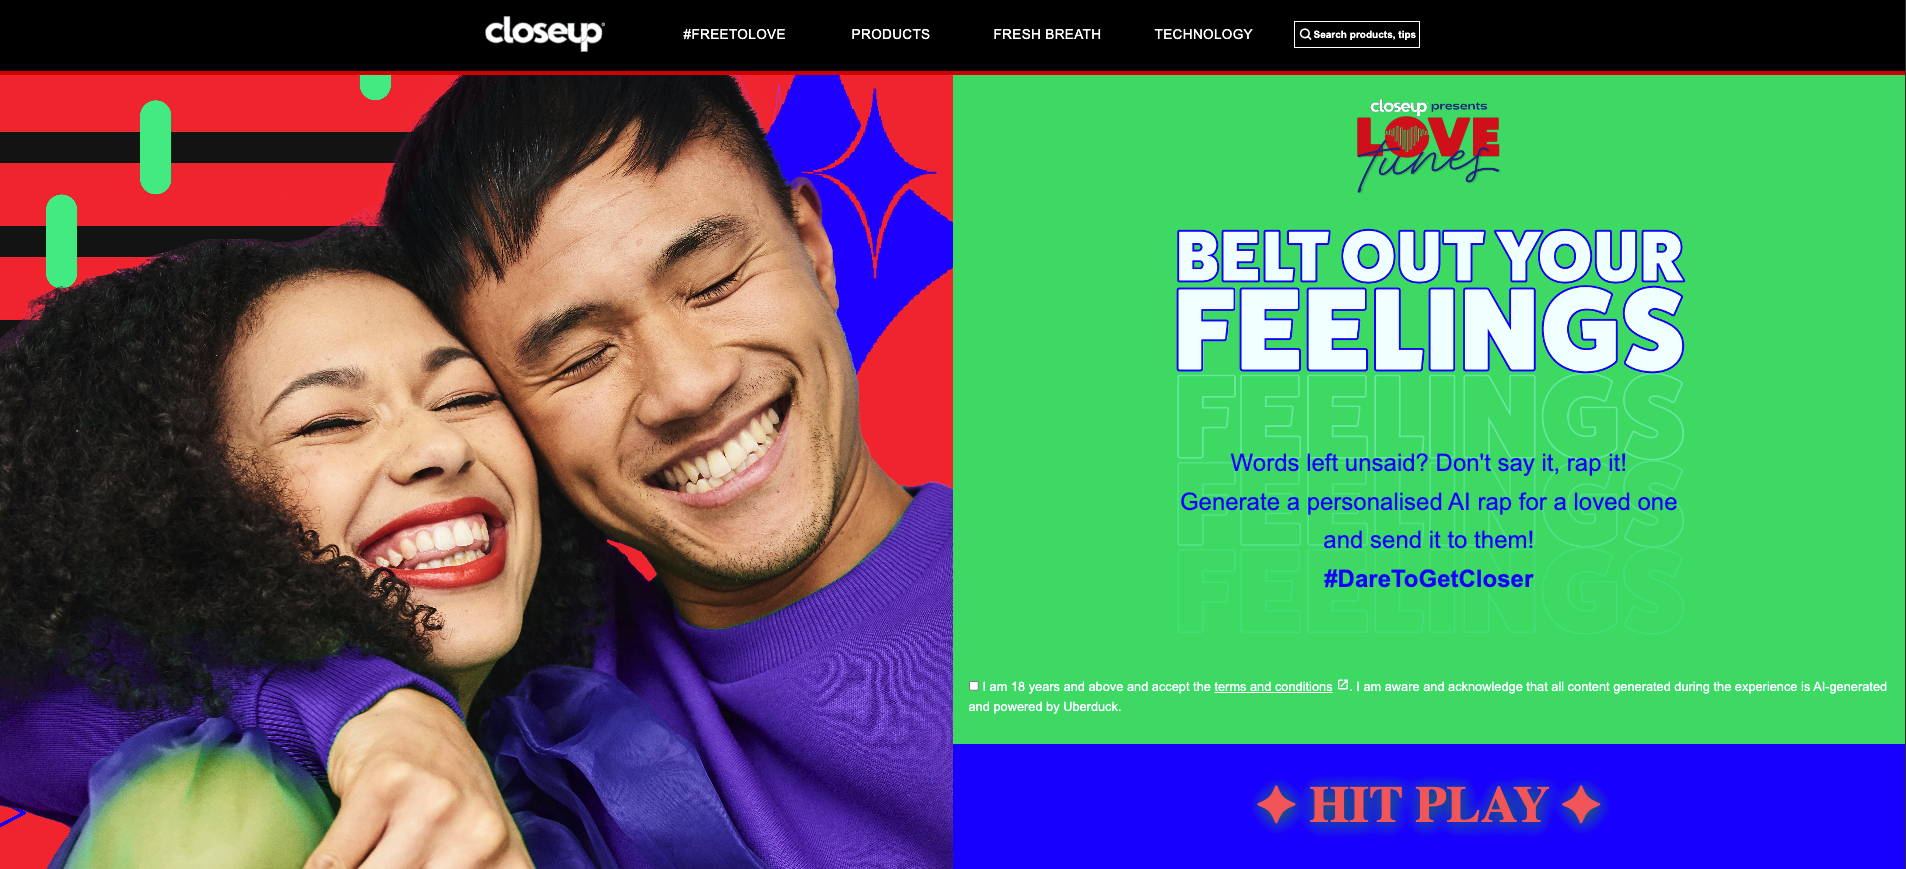 closeup
#FREETOLOVE
PRODUCTS
FRESH BREATH
TECHNOLOGY
Search products, tips
closeup presents
LOVE
tunes
BELT OUT YOUR
FEELINGS
FEELINGS
FEELINGS
FEELINGS
Words left unsaid? Don't say it, rap it!
Generate a personalised AI rap for a loved one
and send it to them!
#DareToGetCloser
I am 18 years and above and accept the terms and conditions. I am aware and acknowledge that all content generated during the experience is AI-generated
and powered by Uberduck.
HIT PLAY